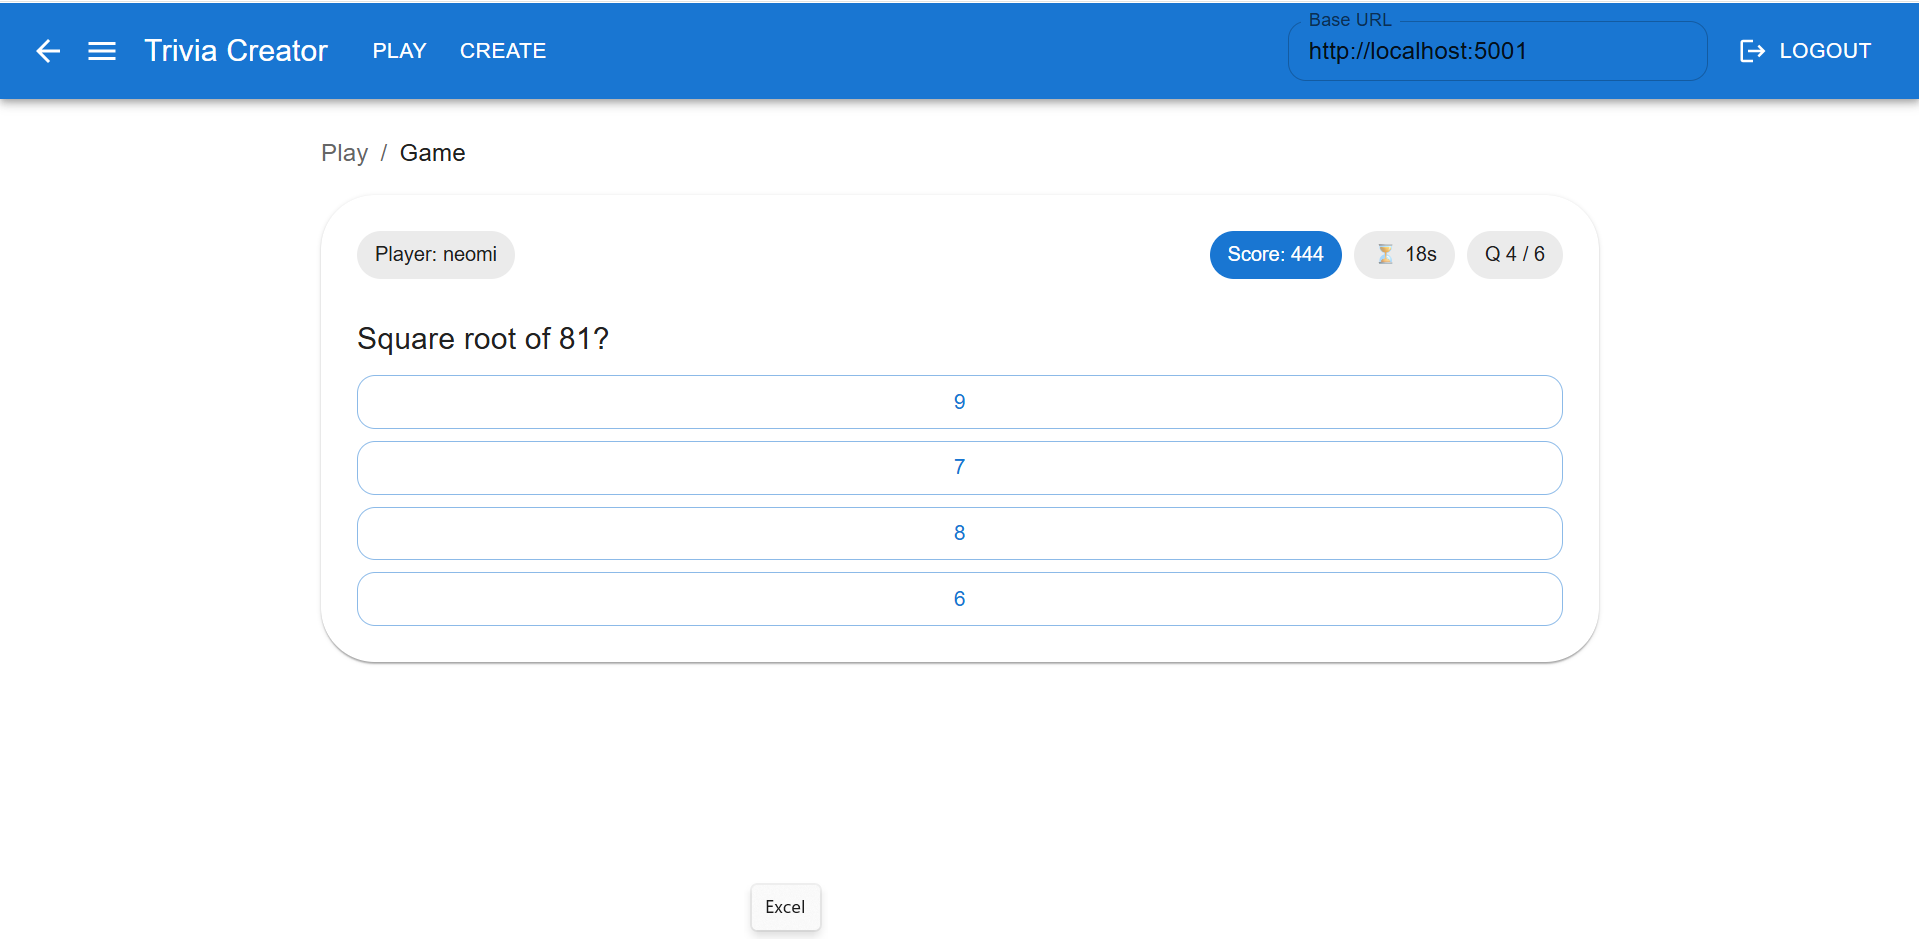 Base URL
Trivia Creator PLAY CREATE http://localhost:5001 LOGOUT
Play / Game
Player: neomi Score: 444 ⏳ 18s Q 4 / 6
Square root of 81?
9
7
8
6
Excel